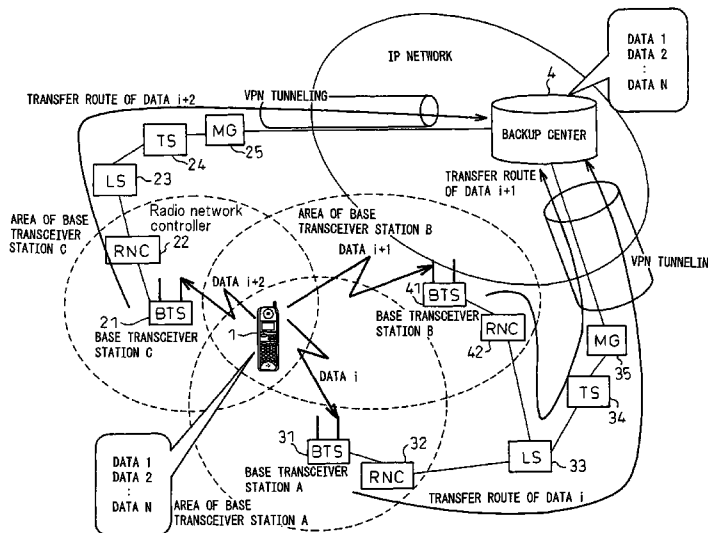 IP NETWORK
DATA 1
DATA 2
:
DATA N
4
VPN TUNNELING
TRANSFER ROUTE OF DATA i+2
BACKUP CENTER
MG
25
TS
24
TRANSFER ROUTE
OF DATA i+1
LS
23
Radio network
controller
AREA OF BASE
TRANSCEIVER STATION B
AREA OF BASE
TRANSCEIVER
STATION C
22
RNC
DATA i+1
VPN TUNNELIN
DATA i+2
41
BTS
21
BTS
BASE TRANSCEIVER
STATION B
RNC
42
BASE TRANSCEIVER
STATION C
1
MG
35
DATA i
TS
34
31
BTS
32
RNC
LS
33
BASE TRANSCEIVER
STATION A
DATA 1
DATA 2
:
DATA N
AREA OF BASE
TRANSCEIVER STATION A
TRANSFER ROUTE OF DATA i